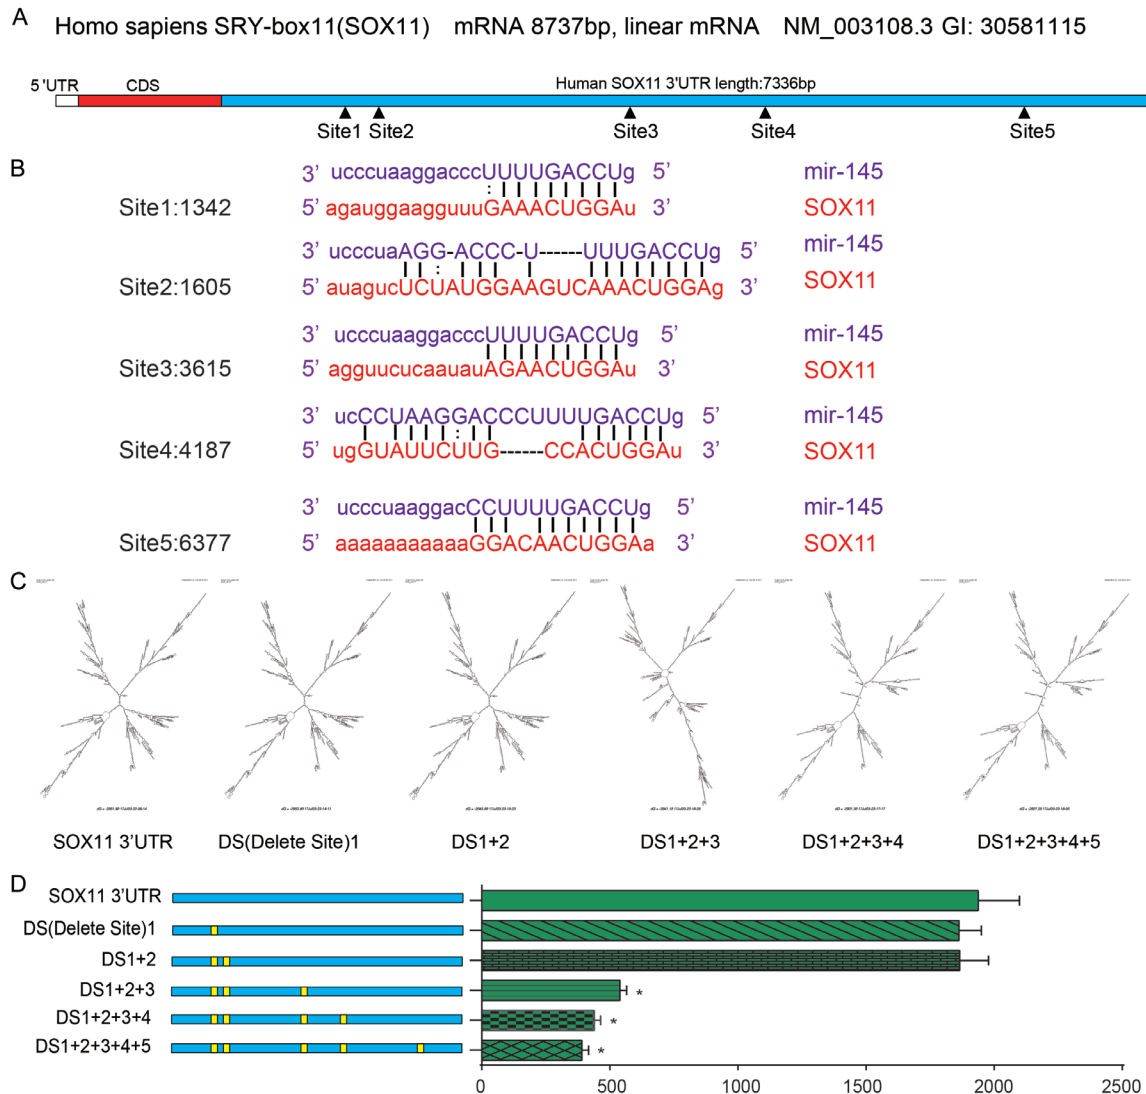 A
Homo sapiens SRY-box11(SOX11) mRNA 8737bp, linear mRNA NM_003108.3 GI: 30581115
5 'UTR CDS Human SOX11 3'UTR length:7336bp
Site1 Site2 Site3 Site4 Site5
B
3' ucccuaaggacccUUUUGACCUg 5' mir-145
Site1:1342 5' agauggaagguuuGAAACUGGAu 3' SOX11
3' ucccuaAGG-ACCC-U------UUUGACCUg 5' mir-145
Site2:1605 5' auagucUCUAUGGAAGUCAAACUGGAg 3' SOX11
3' ucccuaaggacccUUUUGACCUg 5' mir-145
Site3:3615 5' agguucucaauauAGAACUGGAu 3' SOX11
3' ucCCUAAGGACCCUUUUGACCUg 5' mir-145
Site4:4187 5' ugGUAUUCUUG------CCACUGGAu 3' SOX11
3' ucccuaaggacCCUUUUGACCUg 5' mir-145
Site5:6377 5' aaaaaaaaaaaGGACAACUGGAa 3' SOX11
C
SOX11 3'UTR DS(Delete Site)1 DS1+2 DS1+2+3 DS1+2+3+4 DS1+2+3+4+5
D
SOX11 3'UTR
DS(Delete Site)1
DS1+2
DS1+2+3 *
DS1+2+3+4 *
DS1+2+3+4+5 *
0 500 1000 1500 2000 2500